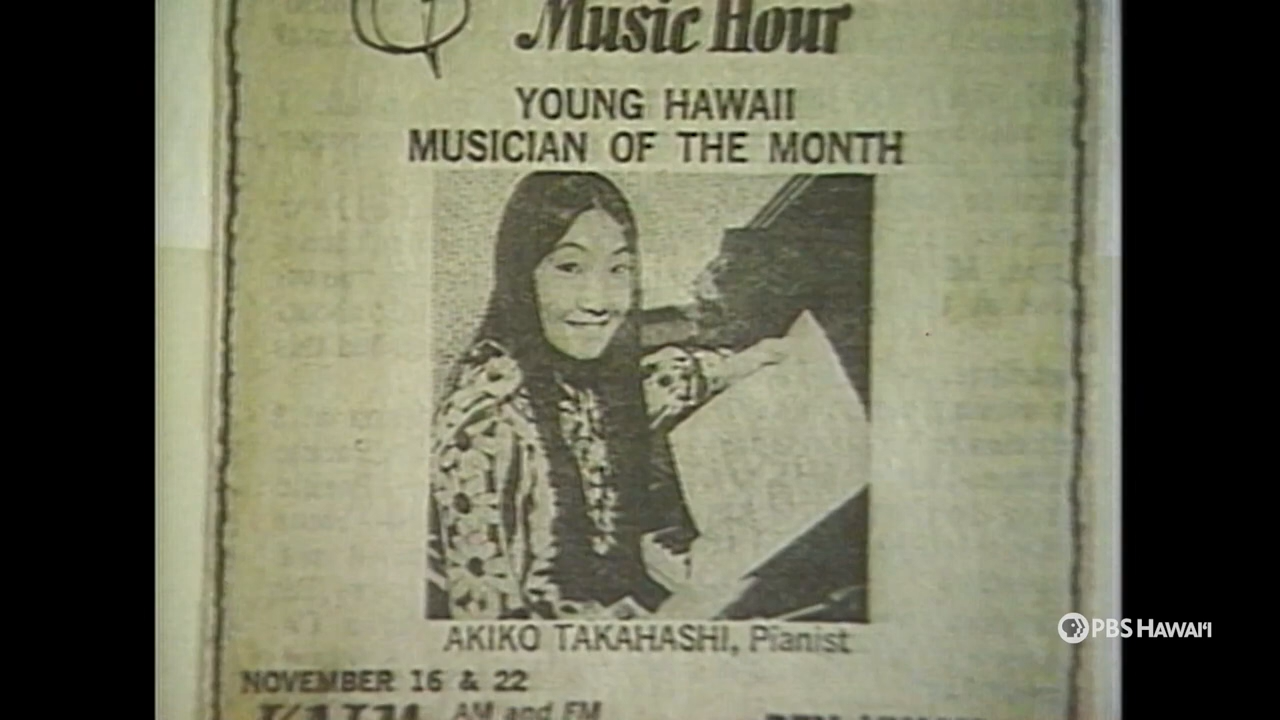 Music Hour
YOUNG HAWAII
MUSICIAN OF THE MONTH
AKIKO TAKAHASHI, Pianist
NOVEMBER 16 & 22
AM and FM
PBS HAWAIʻI